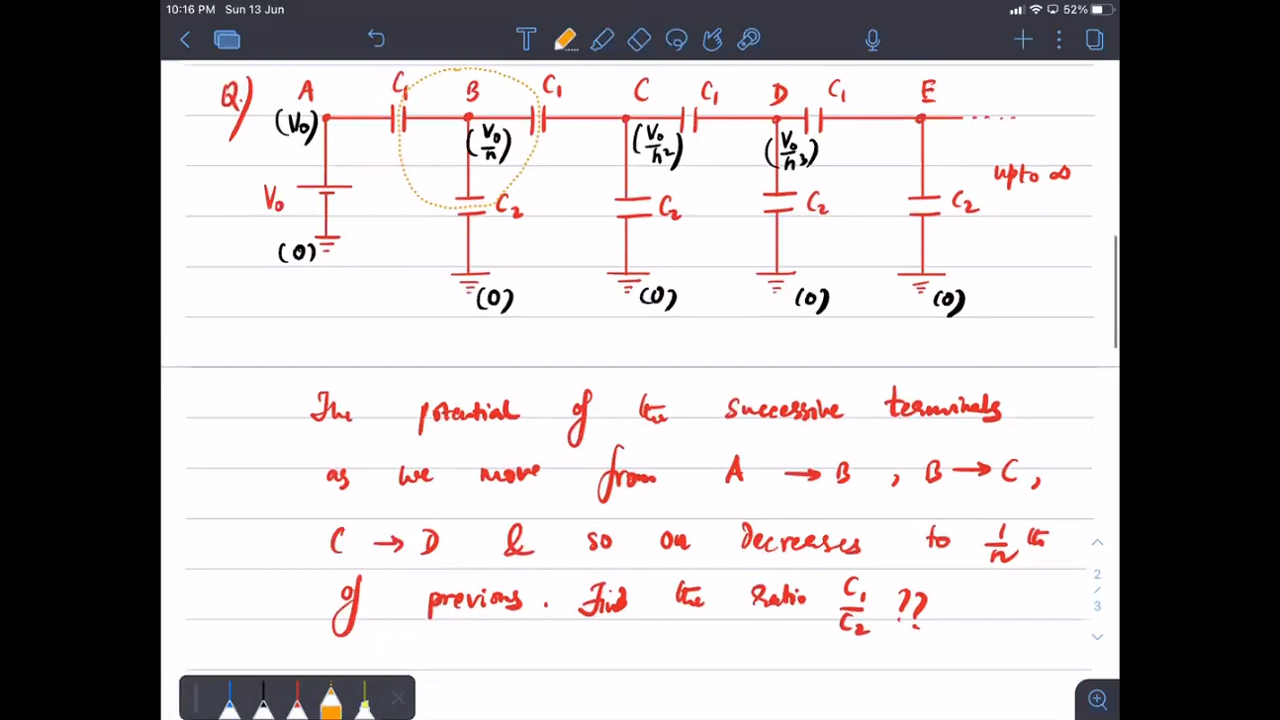 10:16 PM Sun 13 Jun 52%
T
Q.) A C₁ B C₁ C C₁ D C₁ E
(V₀) (V₀/n) (V₀/n²) (V₀/n³)
upto ∞
V₀ C₂ C₂ C₂ C₂
(0)
(0) (0) (0) (0)
The potential of the successive terminals
as we move from A → B , B → C ,
C → D & so on decreases to 1/n th
of previous . Find the ratio C₁/C₂ ??
2
/
3